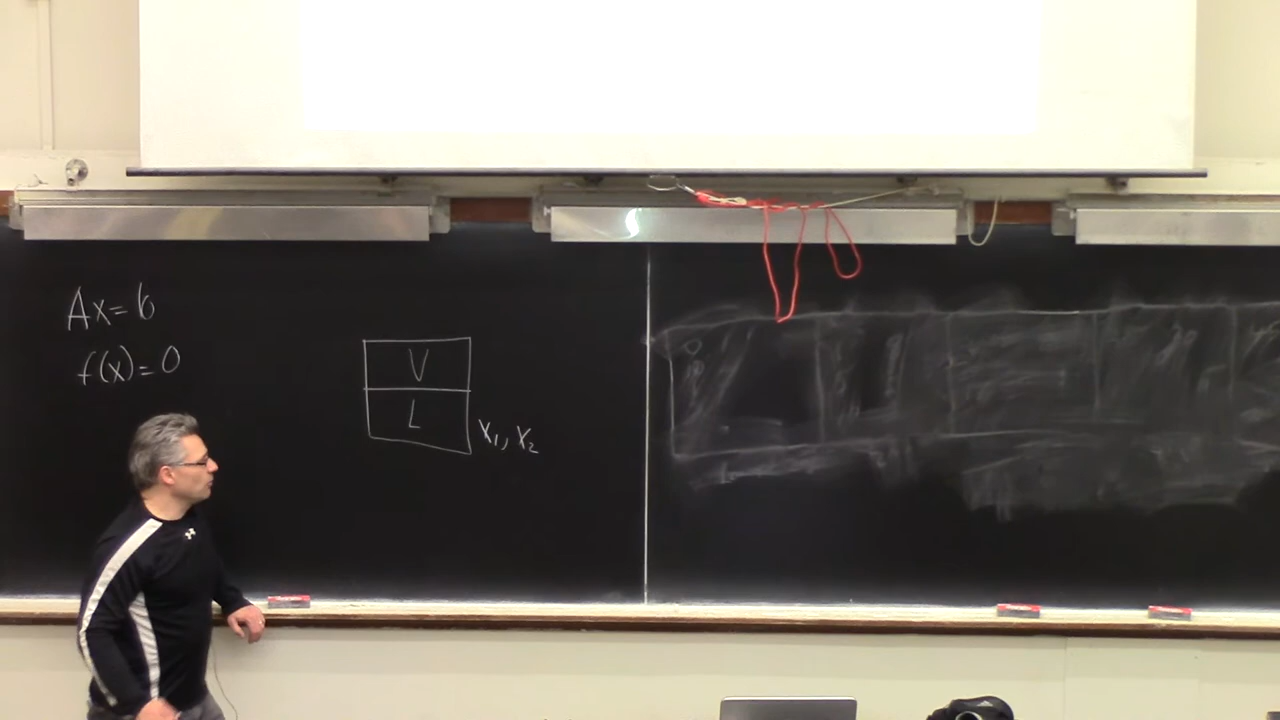 Ax=b
f(x)=0
V
L
x₁, x₂